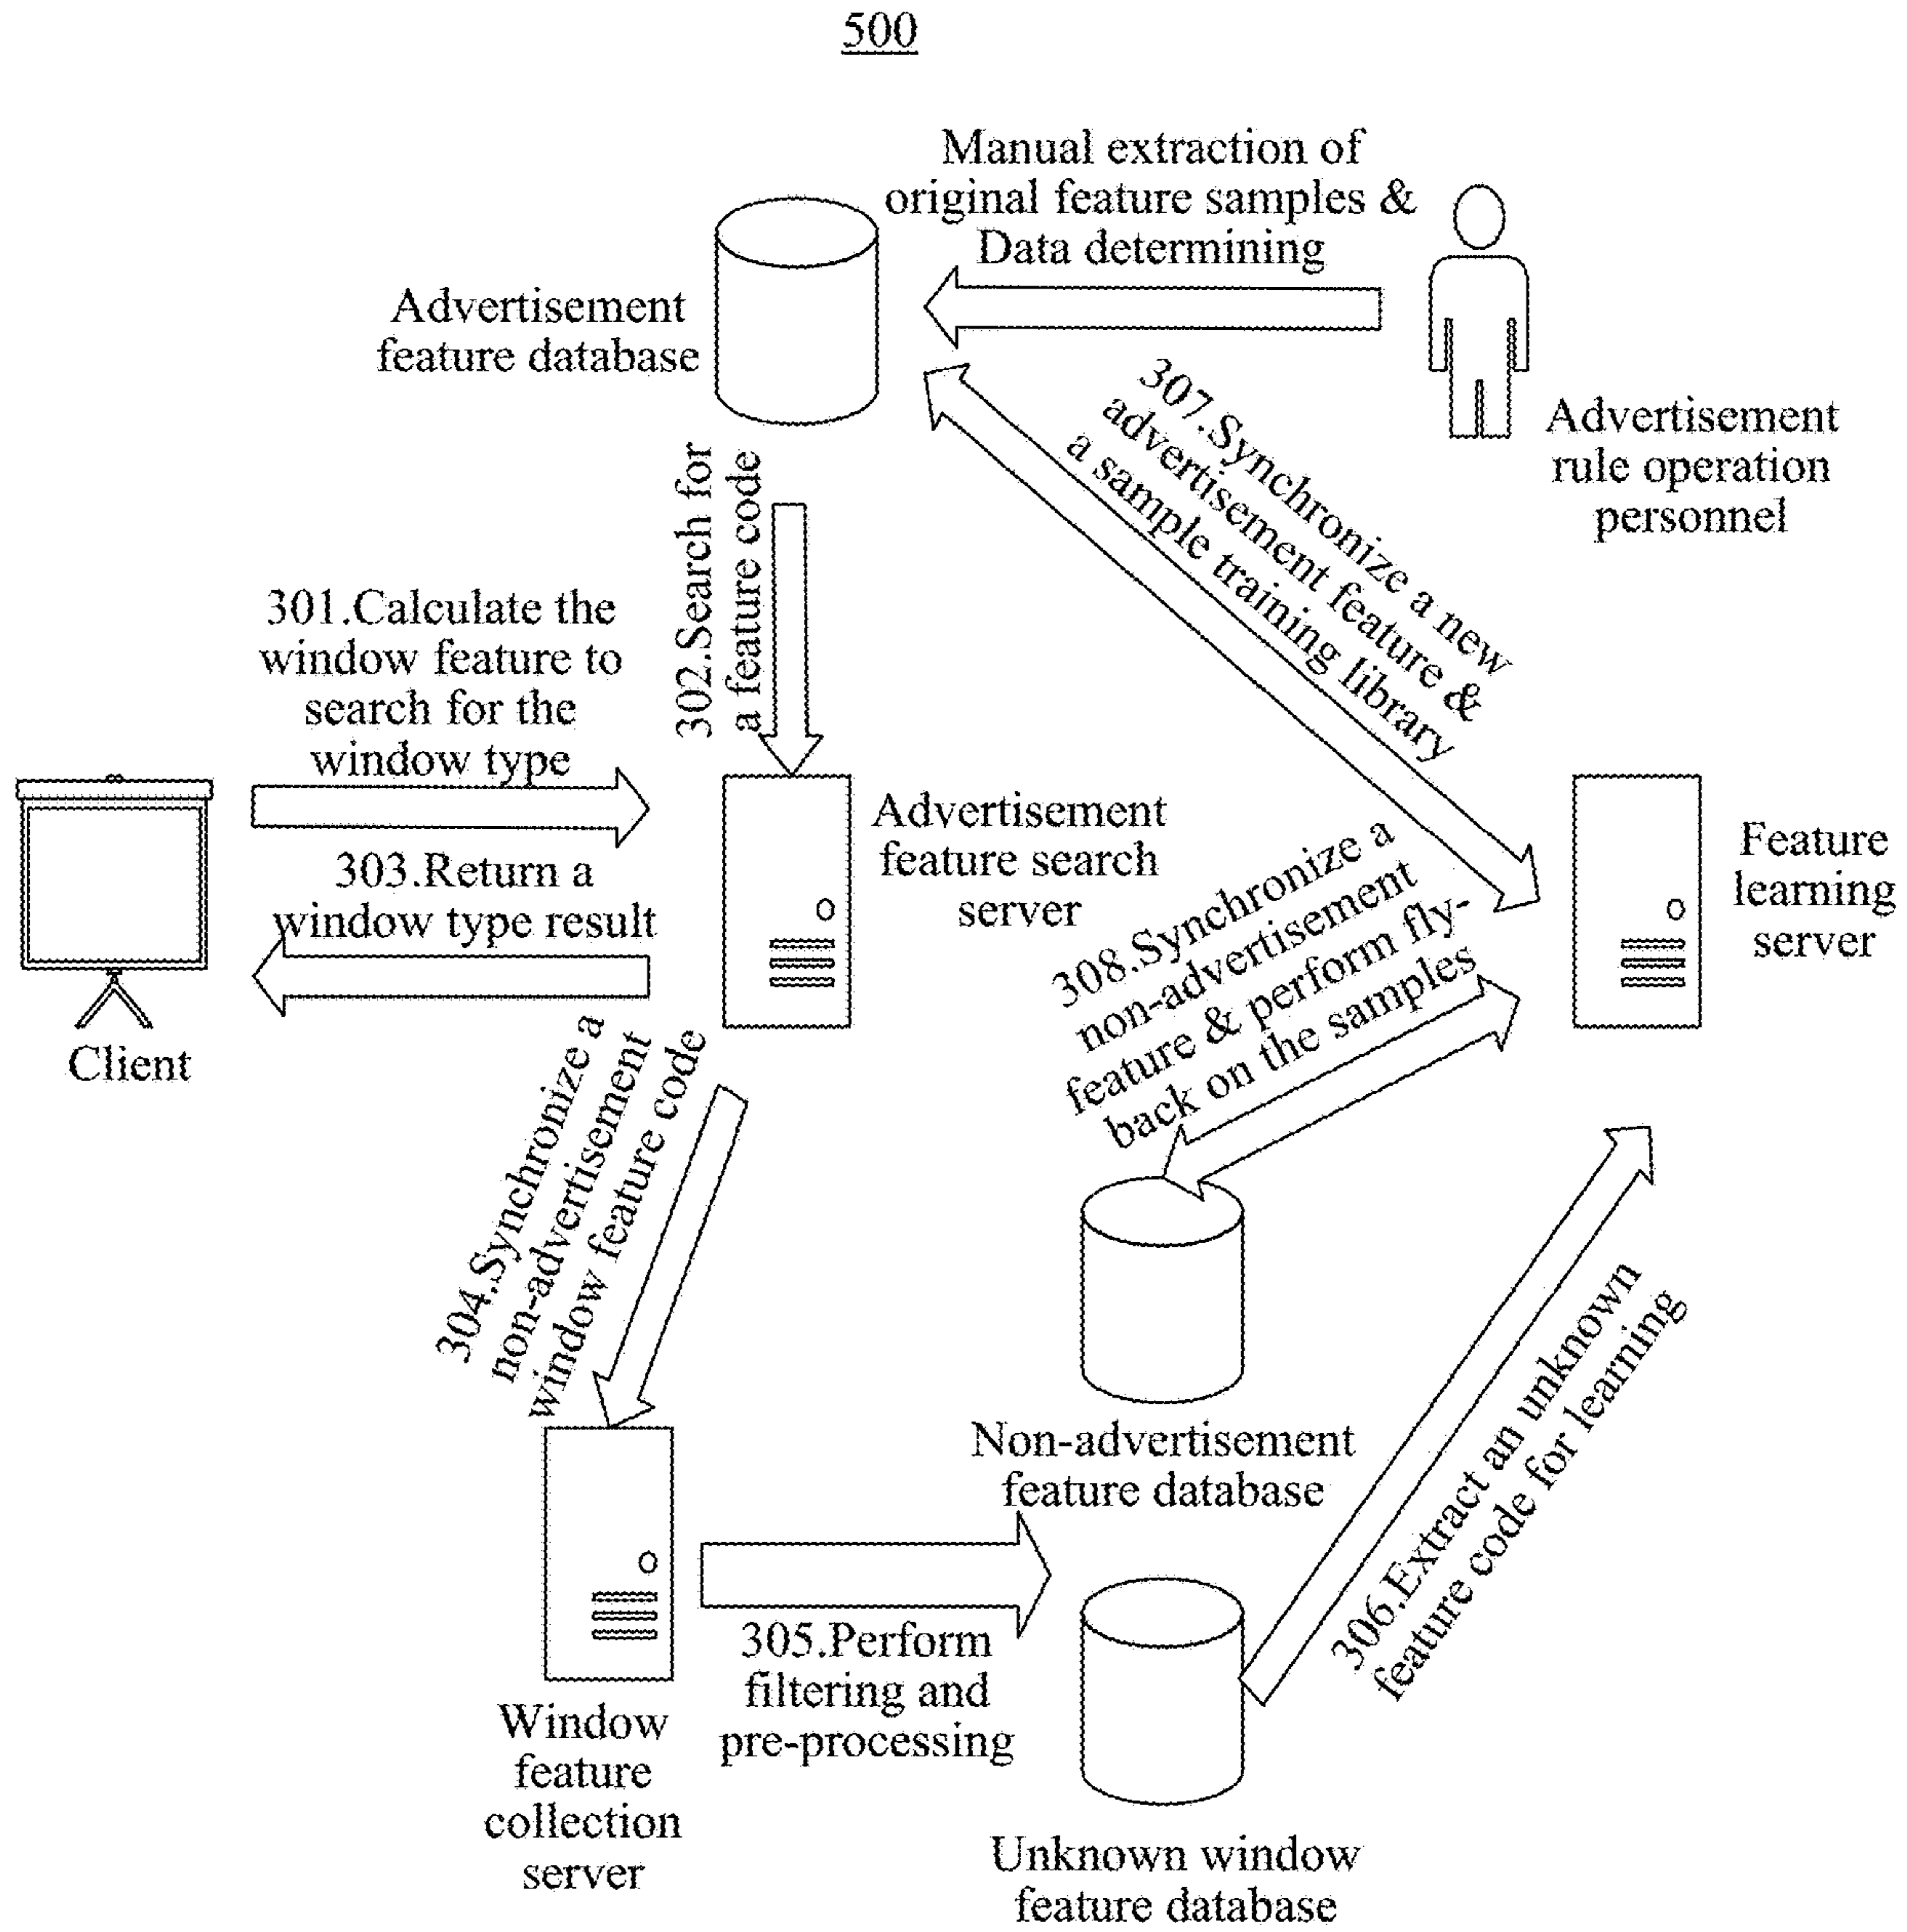 500
Manual extraction of
original feature samples &
Data determining
Advertisement
feature database
Advertisement
rule operation
personnel
307.Synchronize a new
advertisement feature &
a sample training library
302.Search for
a feature code
301.Calculate the
window feature to
search for the
window type
303.Return a
window type result
Client
Advertisement
feature search
server
Feature
learning
server
308.Synchronize a
non-advertisement
feature & perform fly-
back on the samples
304.Synchronize a
non-advertisement
window feature code
Non-advertisement
feature database
306.Extract an unknown
feature code for learning
305.Perform
filtering and
pre-processing
Window
feature
collection
server
Unknown window
feature database